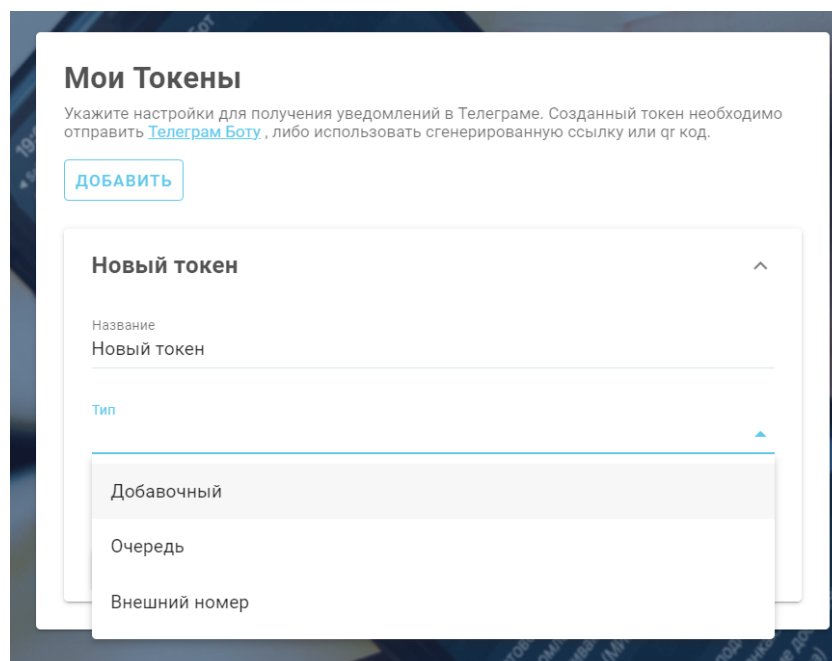 Мои Токены
Укажите настройки для получения уведомлений в Телеграме. Созданный токен необходимо
отправить Телеграм Боту , либо использовать сгенерированную ссылку или qr код.
ДОБАВИТЬ
Новый токен
Название
Новый токен
Тип
Добавочный
Очередь
Внешний номер